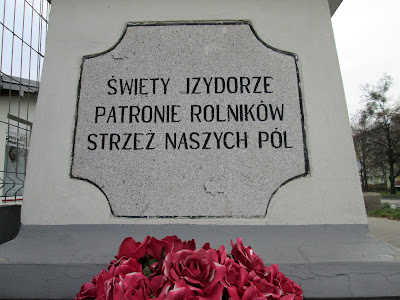 ŚWIĘTY IZYDORZE
PATRONIE ROLNIKÓW
STRZEŻ NASZYCH PÓL